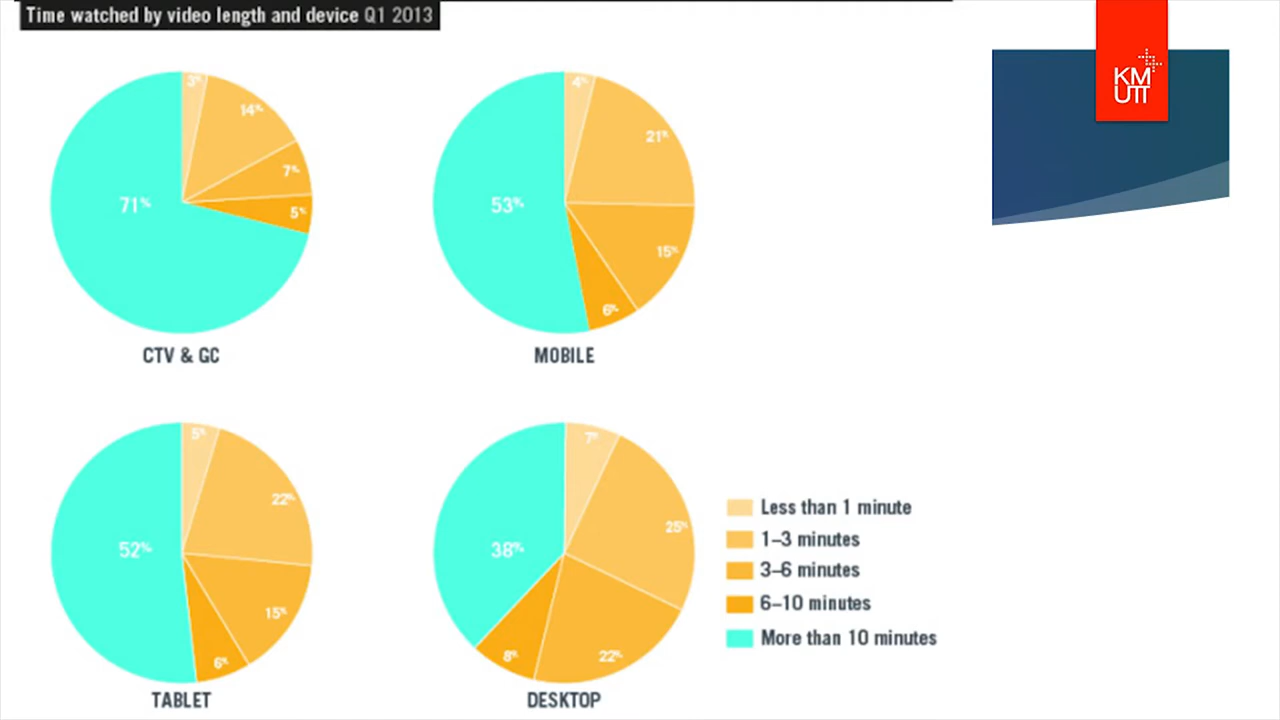 Time watched by video length and device Q1 2013
KM
UTT
3%
14%
7%
5%
71%
CTV & GC
4%
21%
15%
6%
53%
MOBILE
5%
22%
15%
6%
52%
TABLET
7%
25%
22%
8%
38%
DESKTOP
Less than 1 minute
1–3 minutes
3–6 minutes
6–10 minutes
More than 10 minutes